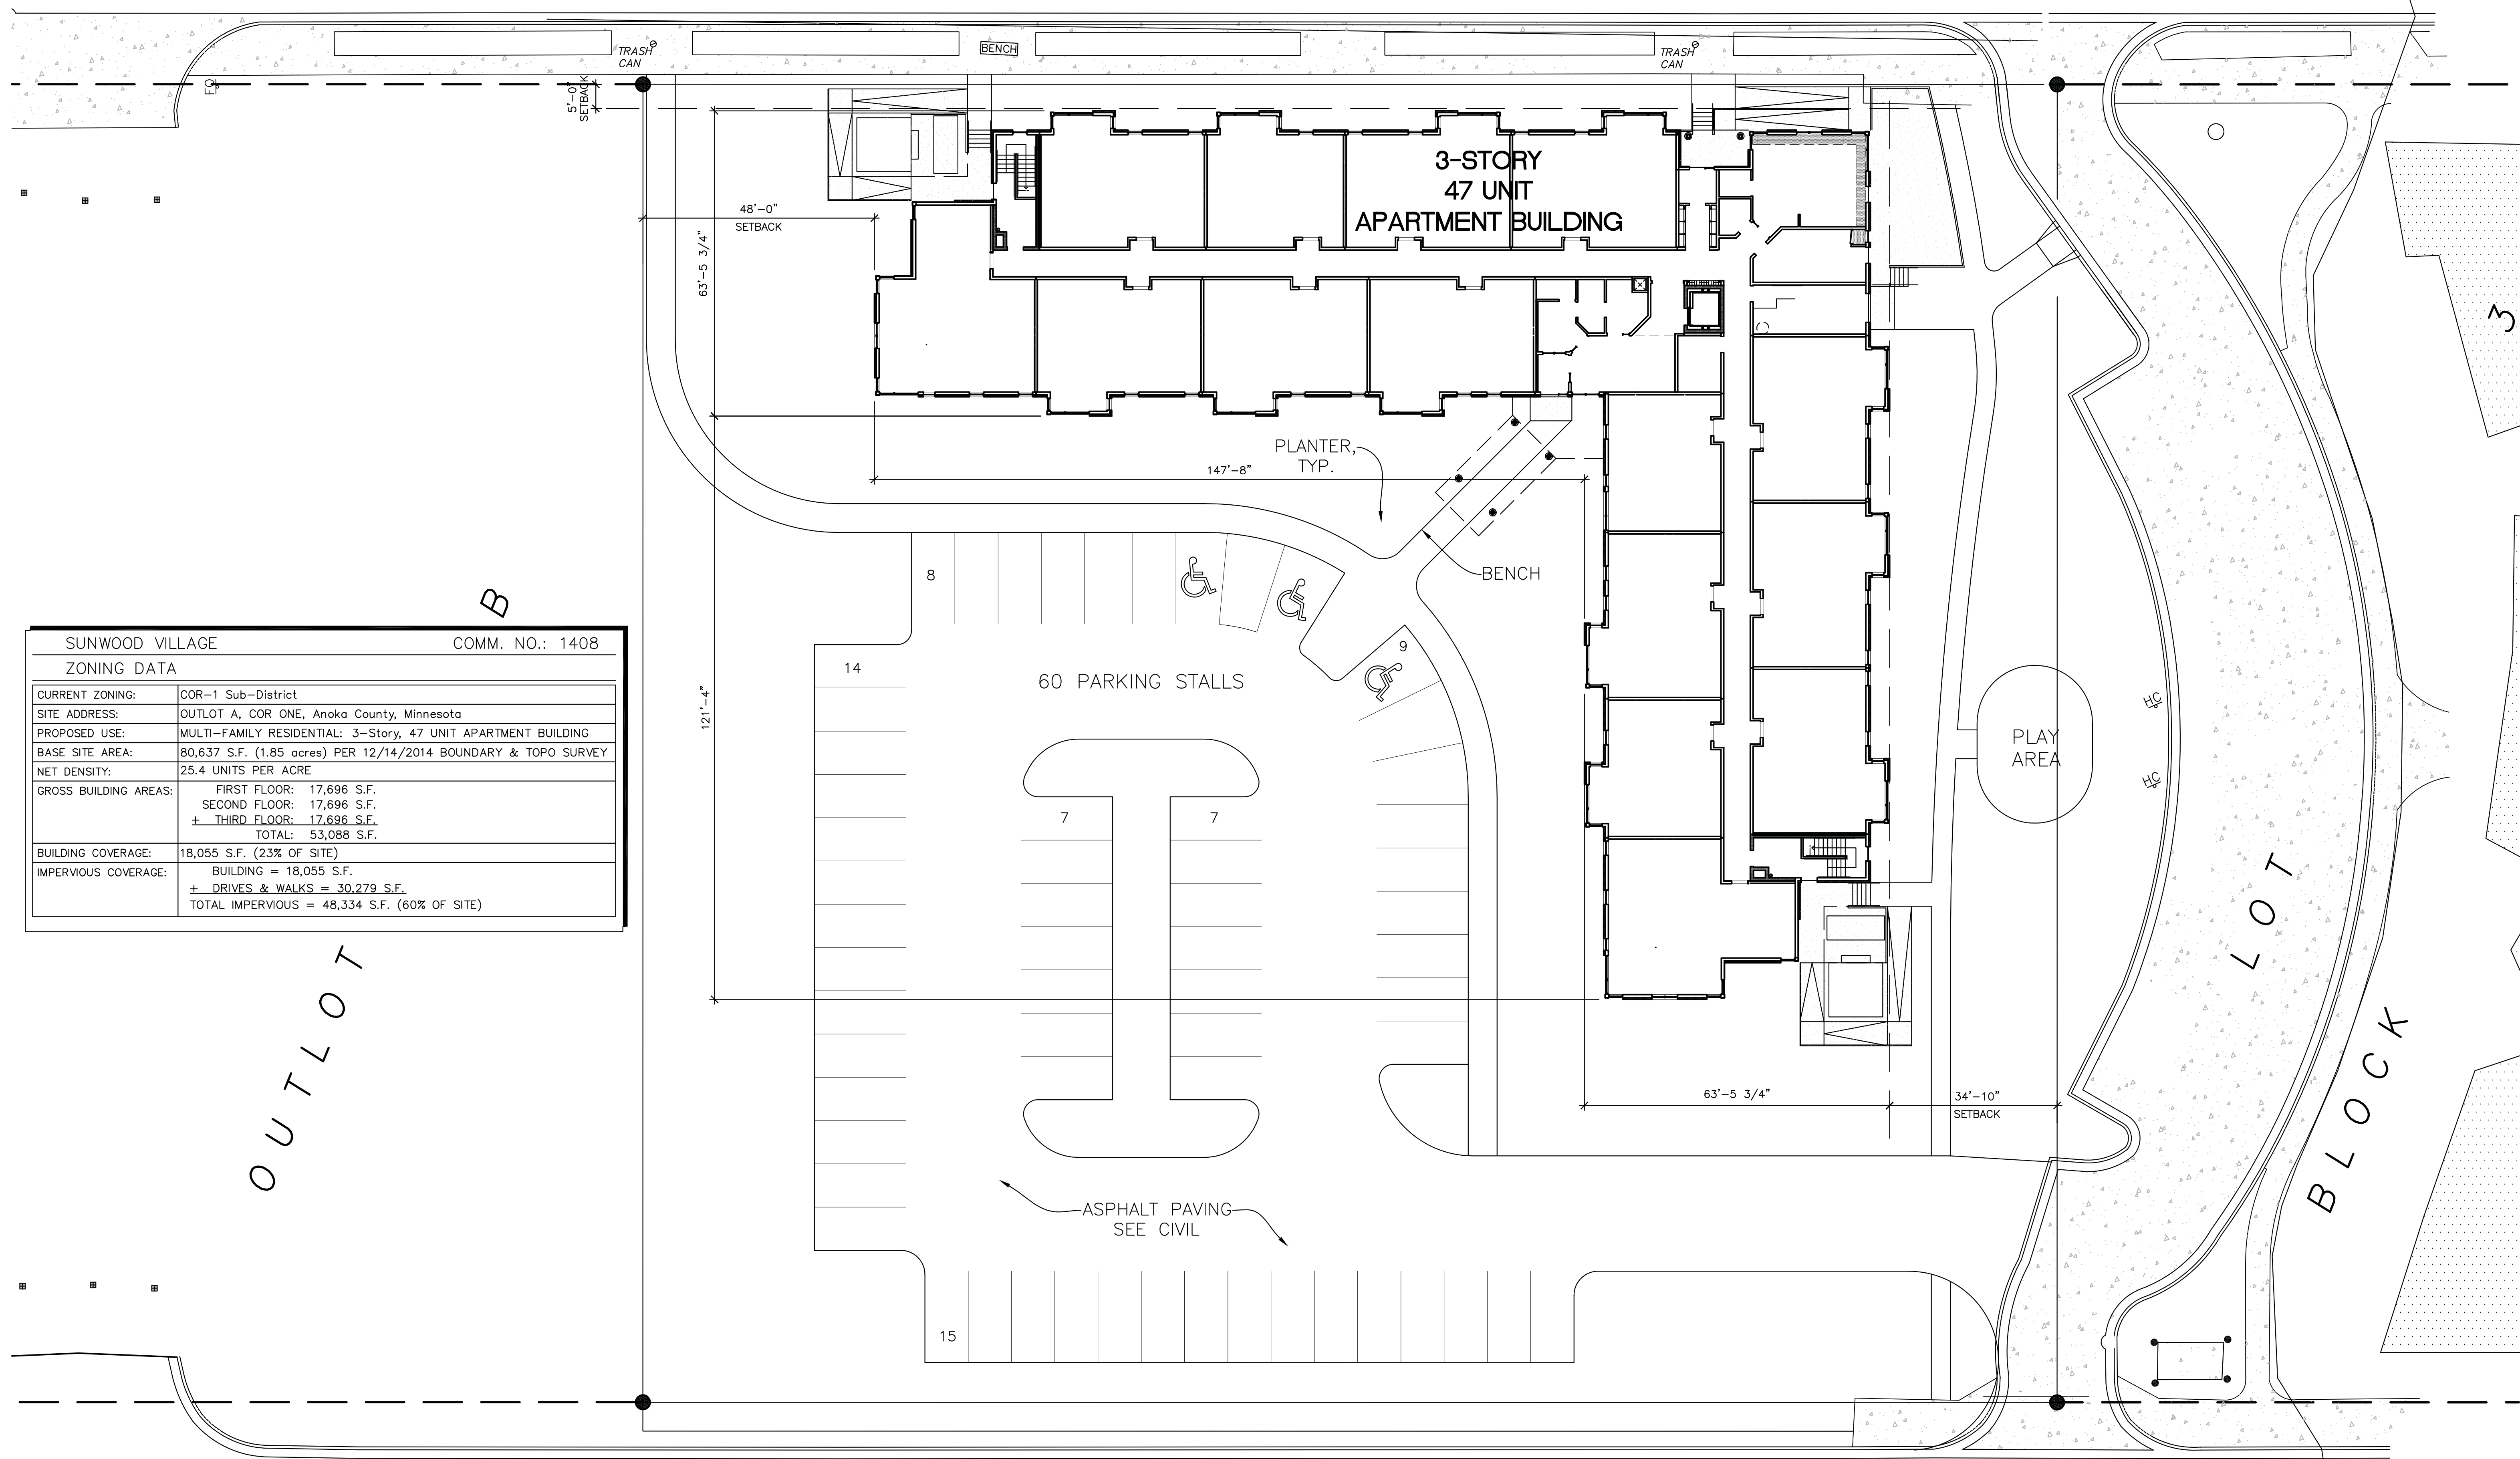 TRASH
CAN
BENCH
TRASH
CAN
FO
5'-0"
SETBACK
3-STORY
47 UNIT
APARTMENT BUILDING
48'-0"
SETBACK
63'-5 3/4"
3
PLANTER,
TYP.
147'-8"
BENCH
8
9
14
60 PARKING STALLS
121'-4"
7
7
PLAY
AREA
HC
HC
B
SUNWOOD VILLAGE COMM. NO.: 1408
ZONING DATA
CURRENT ZONING: COR-1 Sub-District
SITE ADDRESS: OUTLOT A, COR ONE, Anoka County, Minnesota
PROPOSED USE: MULTI-FAMILY RESIDENTIAL: 3-Story, 47 UNIT APARTMENT BUILDING
BASE SITE AREA: 80,637 S.F. (1.85 acres) PER 12/14/2014 BOUNDARY & TOPO SURVEY
NET DENSITY: 25.4 UNITS PER ACRE
GROSS BUILDING AREAS: FIRST FLOOR: 17,696 S.F.
SECOND FLOOR: 17,696 S.F.
+ THIRD FLOOR: 17,696 S.F.
TOTAL: 53,088 S.F.
BUILDING COVERAGE: 18,055 S.F. (23% OF SITE)
IMPERVIOUS COVERAGE: BUILDING = 18,055 S.F.
+ DRIVES & WALKS = 30,279 S.F.
TOTAL IMPERVIOUS = 48,334 S.F. (60% OF SITE)
OUTLOT
LOT
BLOCK
63'-5 3/4"
34'-10"
SETBACK
ASPHALT PAVING
SEE CIVIL
15